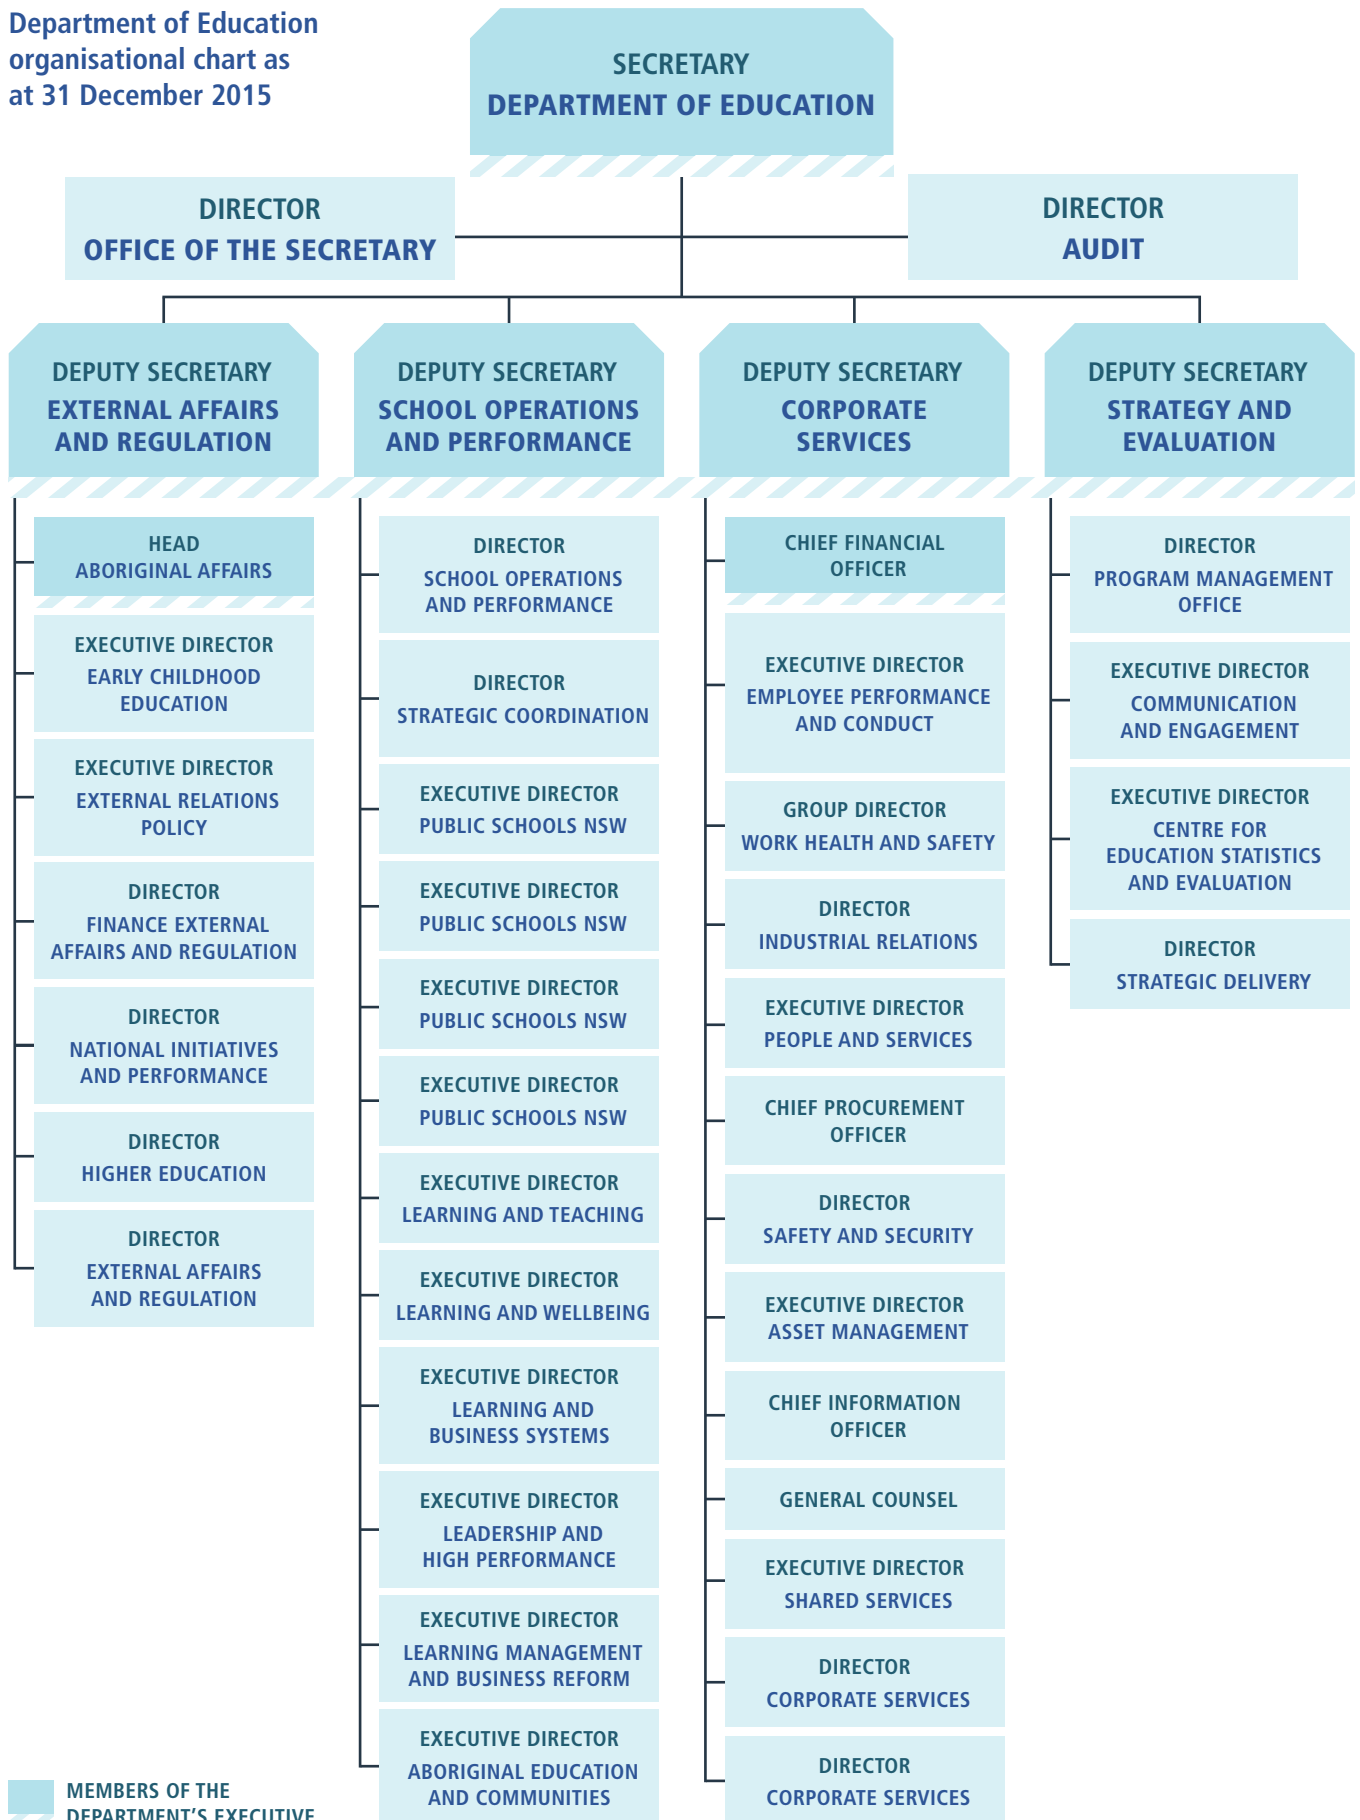 Department of Education
organisational chart as
at 31 December 2015
SECRETARY
DEPARTMENT OF EDUCATION
DIRECTOR
OFFICE OF THE SECRETARY
DIRECTOR
AUDIT
DEPUTY SECRETARY
EXTERNAL AFFAIRS
AND REGULATION
HEAD
ABORIGINAL AFFAIRS
EXECUTIVE DIRECTOR
EARLY CHILDHOOD
EDUCATION
EXECUTIVE DIRECTOR
EXTERNAL RELATIONS
POLICY
DIRECTOR
FINANCE EXTERNAL
AFFAIRS AND REGULATION
DIRECTOR
NATIONAL INITIATIVES
AND PERFORMANCE
DIRECTOR
HIGHER EDUCATION
DIRECTOR
EXTERNAL AFFAIRS
AND REGULATION
DEPUTY SECRETARY
SCHOOL OPERATIONS
AND PERFORMANCE
DIRECTOR
SCHOOL OPERATIONS
AND PERFORMANCE
DIRECTOR
STRATEGIC COORDINATION
EXECUTIVE DIRECTOR
PUBLIC SCHOOLS NSW
EXECUTIVE DIRECTOR
PUBLIC SCHOOLS NSW
EXECUTIVE DIRECTOR
PUBLIC SCHOOLS NSW
EXECUTIVE DIRECTOR
PUBLIC SCHOOLS NSW
EXECUTIVE DIRECTOR
LEARNING AND TEACHING
EXECUTIVE DIRECTOR
LEARNING AND WELLBEING
EXECUTIVE DIRECTOR
LEARNING AND
BUSINESS SYSTEMS
EXECUTIVE DIRECTOR
LEADERSHIP AND
HIGH PERFORMANCE
EXECUTIVE DIRECTOR
LEARNING MANAGEMENT
AND BUSINESS REFORM
EXECUTIVE DIRECTOR
ABORIGINAL EDUCATION
AND COMMUNITIES
DEPUTY SECRETARY
CORPORATE
SERVICES
CHIEF FINANCIAL
OFFICER
EXECUTIVE DIRECTOR
EMPLOYEE PERFORMANCE
AND CONDUCT
GROUP DIRECTOR
WORK HEALTH AND SAFETY
DIRECTOR
INDUSTRIAL RELATIONS
EXECUTIVE DIRECTOR
PEOPLE AND SERVICES
CHIEF PROCUREMENT
OFFICER
DIRECTOR
SAFETY AND SECURITY
EXECUTIVE DIRECTOR
ASSET MANAGEMENT
CHIEF INFORMATION
OFFICER
GENERAL COUNSEL
EXECUTIVE DIRECTOR
SHARED SERVICES
DIRECTOR
CORPORATE SERVICES
DIRECTOR
CORPORATE SERVICES
DEPUTY SECRETARY
STRATEGY AND
EVALUATION
DIRECTOR
PROGRAM MANAGEMENT
OFFICE
EXECUTIVE DIRECTOR
COMMUNICATION
AND ENGAGEMENT
EXECUTIVE DIRECTOR
CENTRE FOR
EDUCATION STATISTICS
AND EVALUATION
DIRECTOR
STRATEGIC DELIVERY
MEMBERS OF THE
DEPARTMENT'S EXECUTIVE